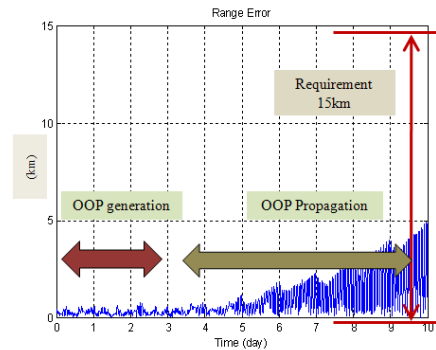 Range Error
15
Requirement
15km
10
(km)
OOP generation
OOP Propagation
5
0
0 1 2 3 4 5 6 7 8 9 10
Time (day)